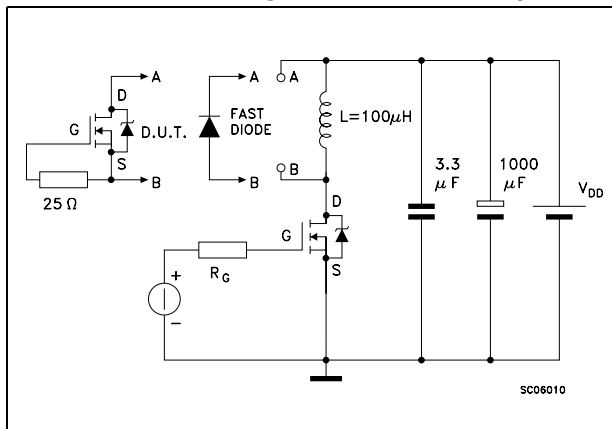 A
A
A
D
FAST
DIODE
G
D.U.T.
L=100μH
S
B
B
B
25 Ω
D
3.3
μF
1000
μF
V_DD
G
S
R_G
+
-
SC06010